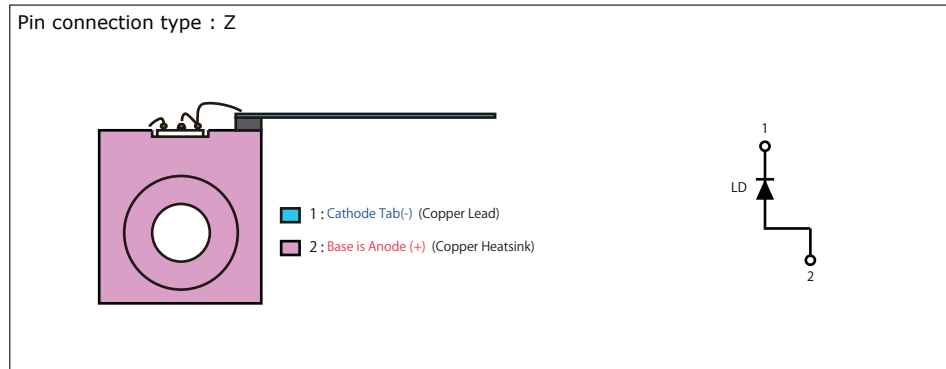 Pin connection type : Z
1 : Cathode Tab(-) (Copper Lead)
2 : Base is Anode (+) (Copper Heatsink)
1
LD
2